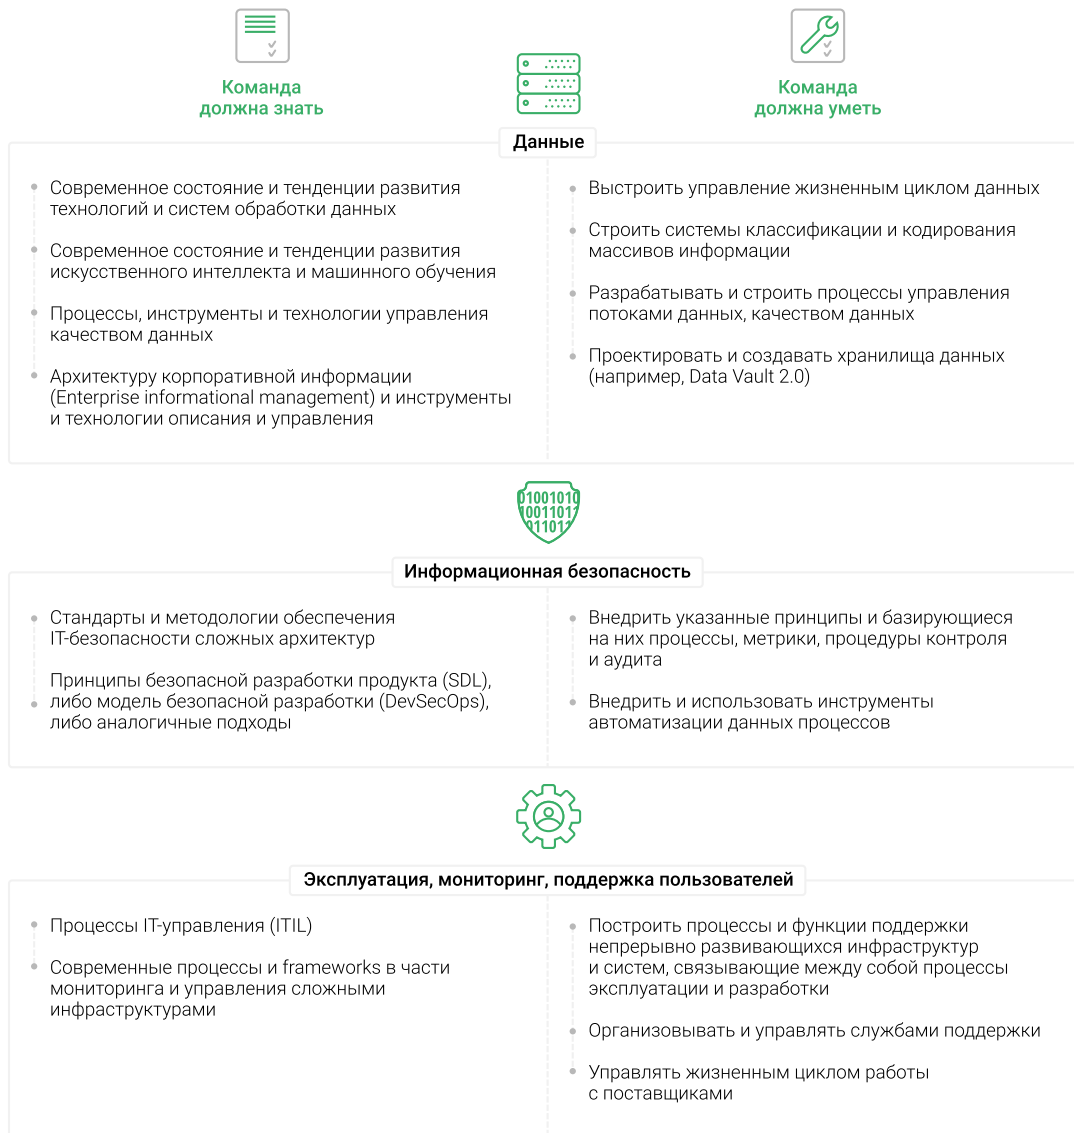 Команда
должна знать
Команда
должна уметь
Данные
Современное состояние и тенденции развития
технологий и систем обработки данных
Современное состояние и тенденции развития
искусственного интеллекта и машинного обучения
Процессы, инструменты и технологии управления
качеством данных
Архитектуру корпоративной информации
(Enterprise informational management) и инструменты
и технологии описания и управления
Выстроить управление жизненным циклом данных
Строить системы классификации и кодирования
массивов информации
Разрабатывать и строить процессы управления
потоками данных, качеством данных
Проектировать и создавать хранилища данных
(например, Data Vault 2.0)
01001010
10011011
011011
Информационная безопасность
Стандарты и методологии обеспечения
IT-безопасности сложных архитектур
Принципы безопасной разработки продукта (SDL),
либо модель безопасной разработки (DevSecOps),
либо аналогичные подходы
Внедрить указанные принципы и базирующиеся
на них процессы, метрики, процедуры контроля
и аудита
Внедрить и использовать инструменты
автоматизации данных процессов
Эксплуатация, мониторинг, поддержка пользователей
Процессы IT-управления (ITIL)
Современные процессы и frameworks в части
мониторинга и управления сложными
инфраструктурами
Построить процессы и функции поддержки
непрерывно развивающихся инфраструктур
и систем, связывающие между собой процессы
эксплуатации и разработки
Организовывать и управлять службами поддержки
Управлять жизненным циклом работы
с поставщиками